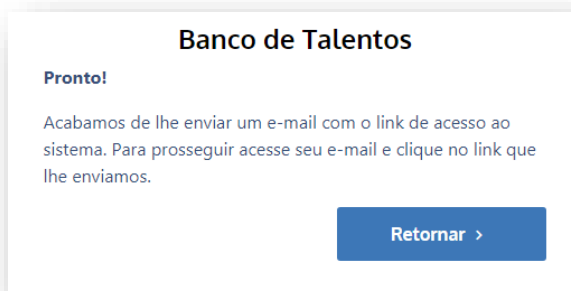 Banco de Talentos
Pronto!
Acabamos de lhe enviar um e-mail com o link de acesso ao
sistema. Para prosseguir acesse seu e-mail e clique no link que
lhe enviamos.
Retornar >